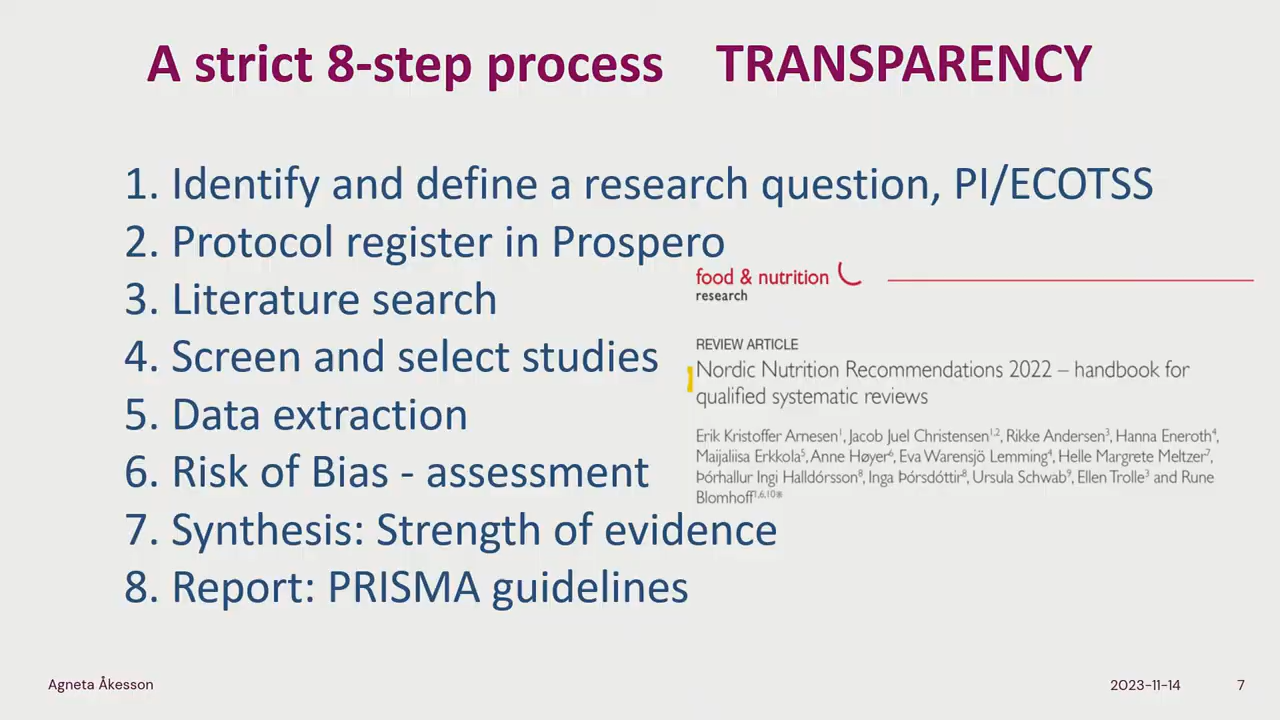 A strict 8-step process TRANSPARENCY
1. Identify and define a research question, PI/ECOTSS
2. Protocol register in Prospero
3. Literature search
4. Screen and select studies
5. Data extraction
6. Risk of Bias - assessment
7. Synthesis: Strength of evidence
8. Report: PRISMA guidelines
food & nutrition
research
REVIEW ARTICLE
Nordic Nutrition Recommendations 2022 – handbook for
qualified systematic reviews
Erik Kristoffer Arnesen¹, Jacob Juel Christensen¹,², Rikke Andersen³, Hanna Eneroth⁴,
Maijaliisa Erkkola⁵, Anne Høyer⁶, Eva Warensjö Lemming⁴, Helle Margrete Meltzer⁷,
Þórhallur Ingi Halldórsson⁸, Inga Þórsdóttir⁸, Ursula Schwab⁹, Ellen Trolle³ and Rune
Blomhoff¹,⁶,¹⁰*
Agneta Åkesson
2023-11-14
7